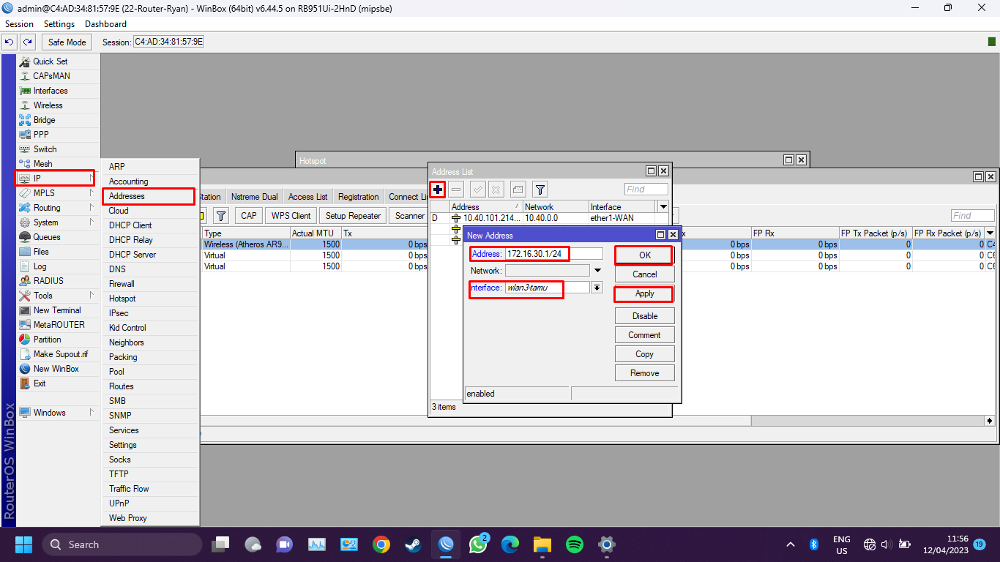 admin@C4:AD:34:81:57:9E (22-Router-Ryan) - WinBox (64bit) v6.44.5 on RB951Ui-2HnD (mipsbe)
Session Settings Dashboard
Safe Mode Session: C4:AD:34:81:57:9E
Quick Set
CAPsMAN
Interfaces
Wireless
Bridge
PPP
Switch
Mesh
IP
MPLS
Routing
System
Queues
Files
Log
RADIUS
Tools
New Terminal
MetaROUTER
Partition
Make Supout.rif
New WinBox
Exit
Windows
RouterOS WinBox
ARP
Accounting
Addresses
Cloud
DHCP Client
DHCP Relay
DHCP Server
DNS
Firewall
Hotspot
IPsec
Kid Control
Neighbors
Packing
Pool
Routes
SMB
SNMP
Services
Settings
Socks
TFTP
Traffic Flow
UPnP
Web Proxy
Hotspot
tation Nstreme Dual Access List Registration Connect Lis
CAP WPS Client Setup Repeater Scanner
Find
Type Actual MTU Tx x FP Rx FP Tx Packet (p/s) FP Rx Packet (p/s)
Wireless (Atheros AR9... 1500 0 bps 0 bps 0 bps 0 0 C4
Virtual 1500 0 bps 0 bps 0 bps 0 0 C6
Virtual 1500 0 bps 0 bps 0 bps 0 0 C6
Address List
Find
Address Network Interface
D 10.40.101.214... 10.40.0.0 ether1-WAN
3 items
New Address
Address: 172.16.30.1/24
Network:
nterface: wlan3-tamu
OK
Cancel
Apply
Disable
Comment
Copy
Remove
enabled
Search
2
ENG
US
11:56
12/04/2023
19